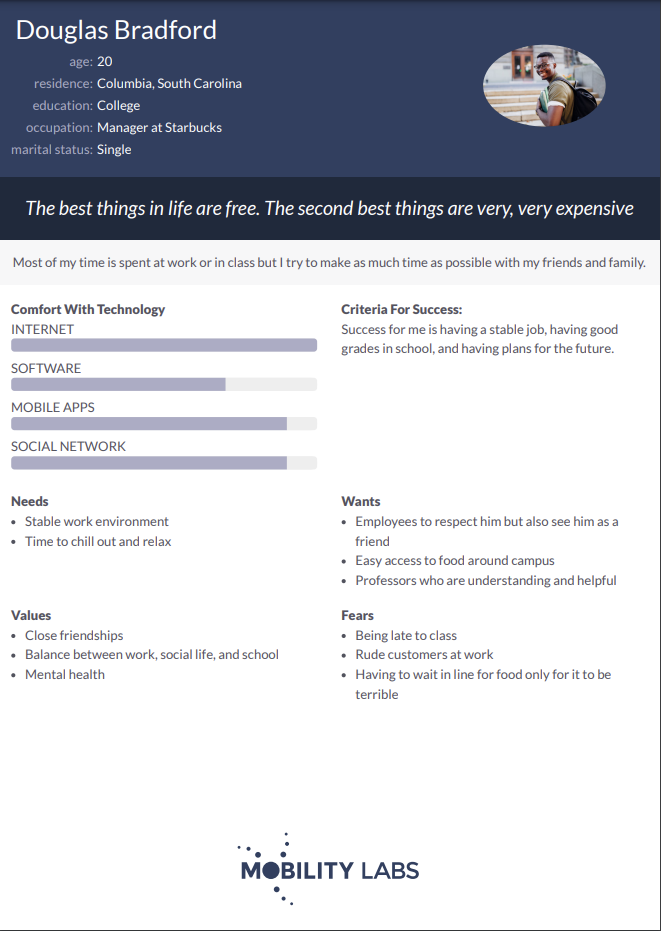 Douglas Bradford
age: 20
residence: Columbia, South Carolina
education: College
occupation: Manager at Starbucks
marital status: Single
The best things in life are free. The second best things are very, very expensive
Most of my time is spent at work or in class but I try to make as much time as possible with my friends and family.
Comfort With Technology
INTERNET
SOFTWARE
MOBILE APPS
SOCIAL NETWORK
Criteria For Success:
Success for me is having a stable job, having good
grades in school, and having plans for the future.
Needs
• Stable work environment
• Time to chill out and relax
Wants
• Employees to respect him but also see him as a
friend
• Easy access to food around campus
• Professors who are understanding and helpful
Values
• Close friendships
• Balance between work, social life, and school
• Mental health
Fears
• Being late to class
• Rude customers at work
• Having to wait in line for food only for it to be
terrible
MOBILITY LABS